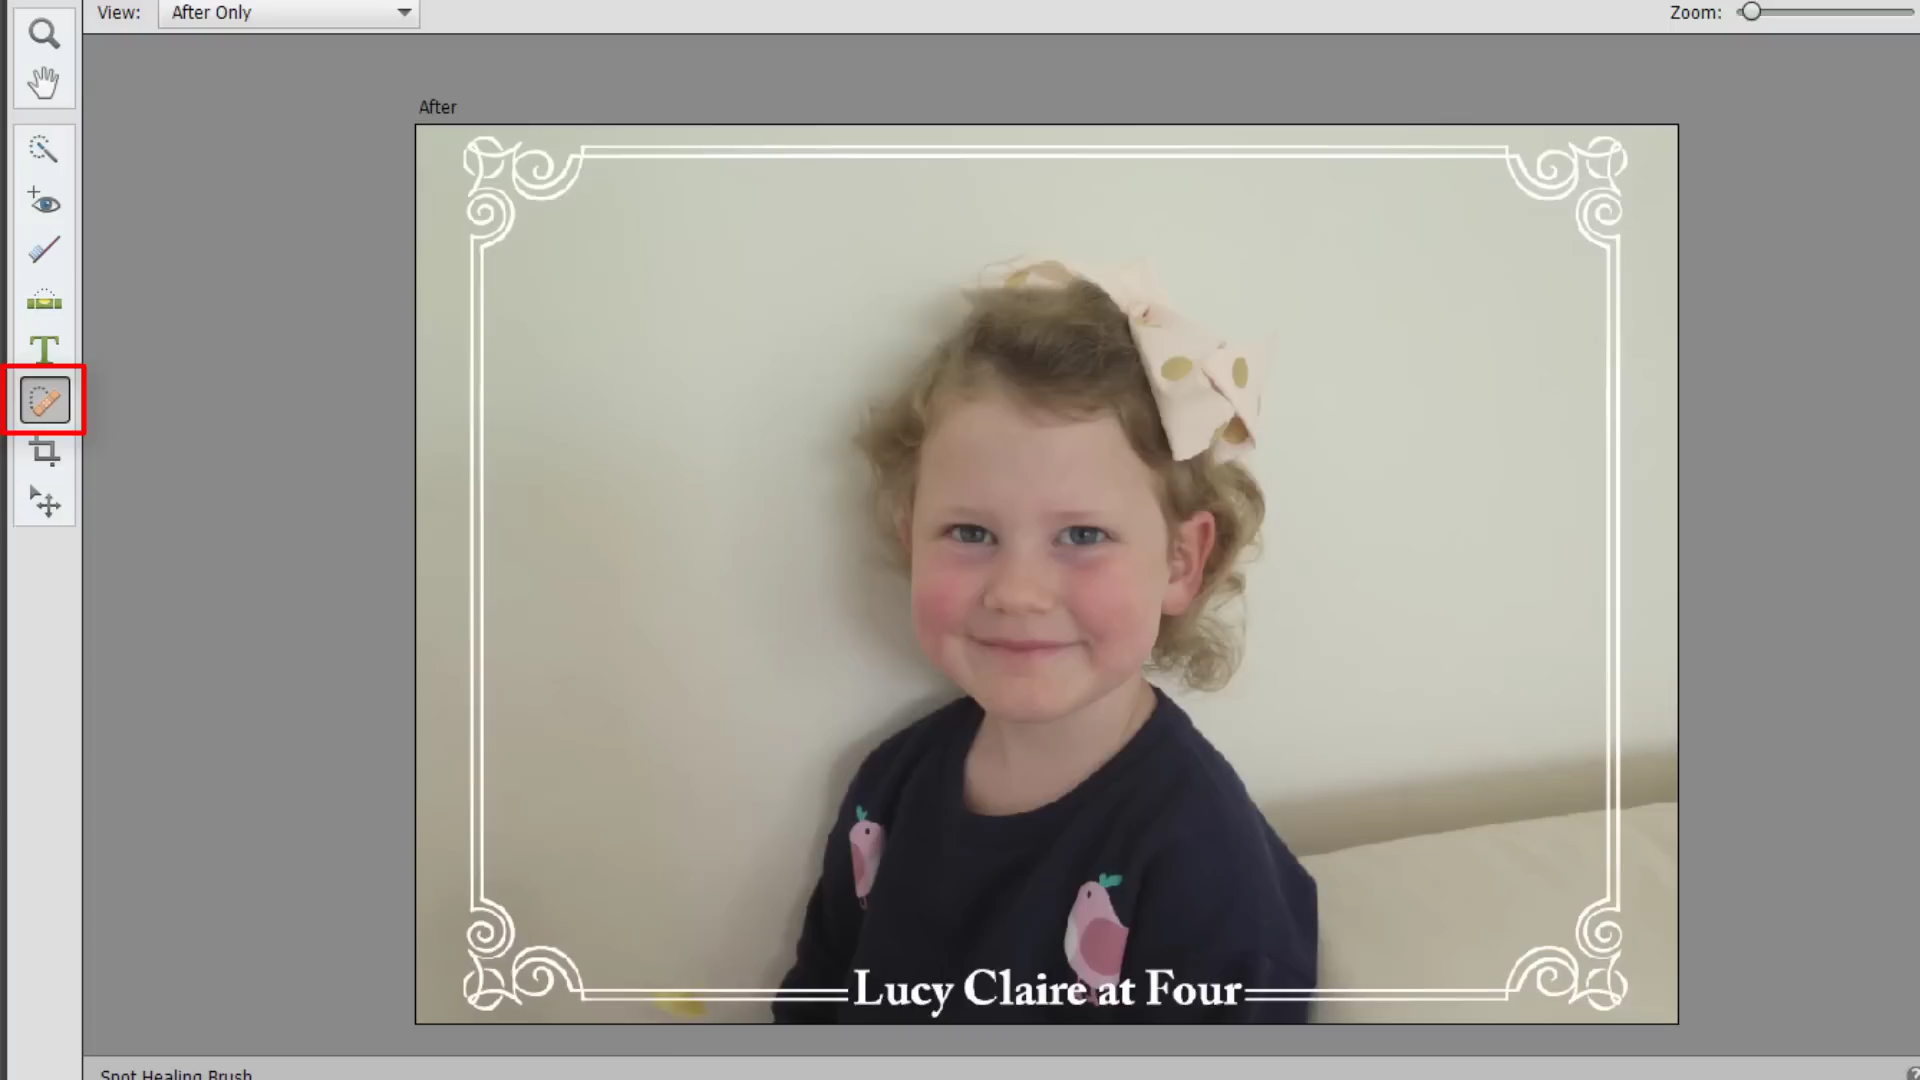 View: After Only Zoom:
After
T
Lucy Claire at Four
Spot Healing Brush